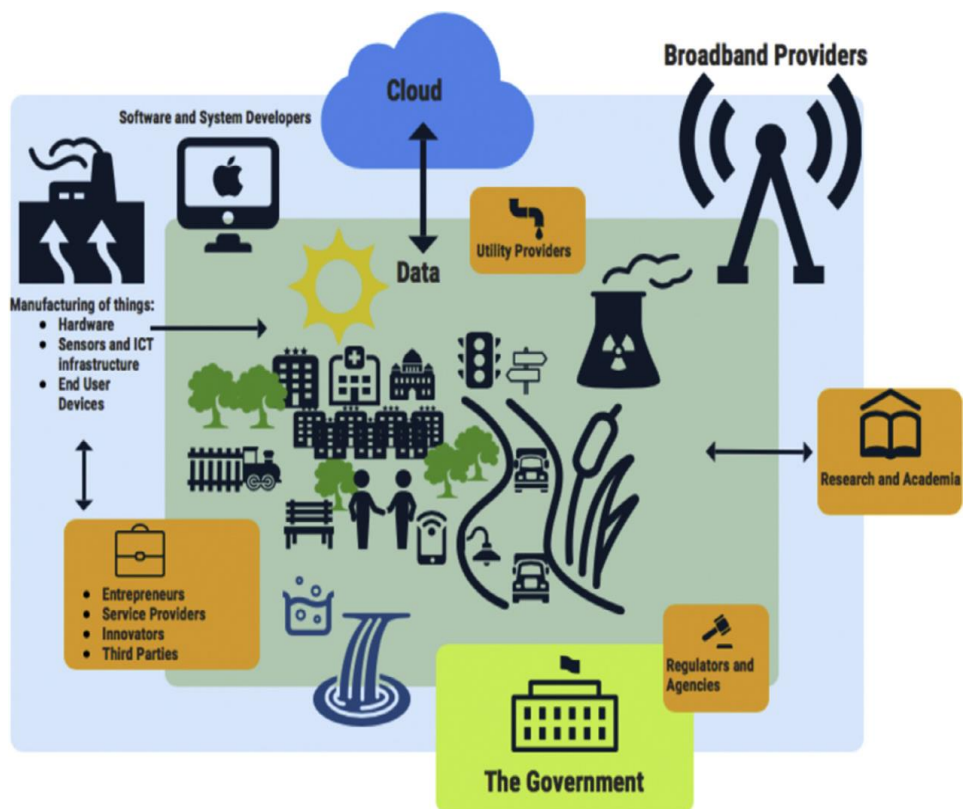 Cloud
Broadband Providers
Software and System Developers
Utility Providers
Data
Manufacturing of things:
Hardware
Sensors and ICT
infrastructure
End User
Devices
Research and Academia
Entrepreneurs
Service Providers
Innovators
Third Parties
Regulators and
Agencies
The Government